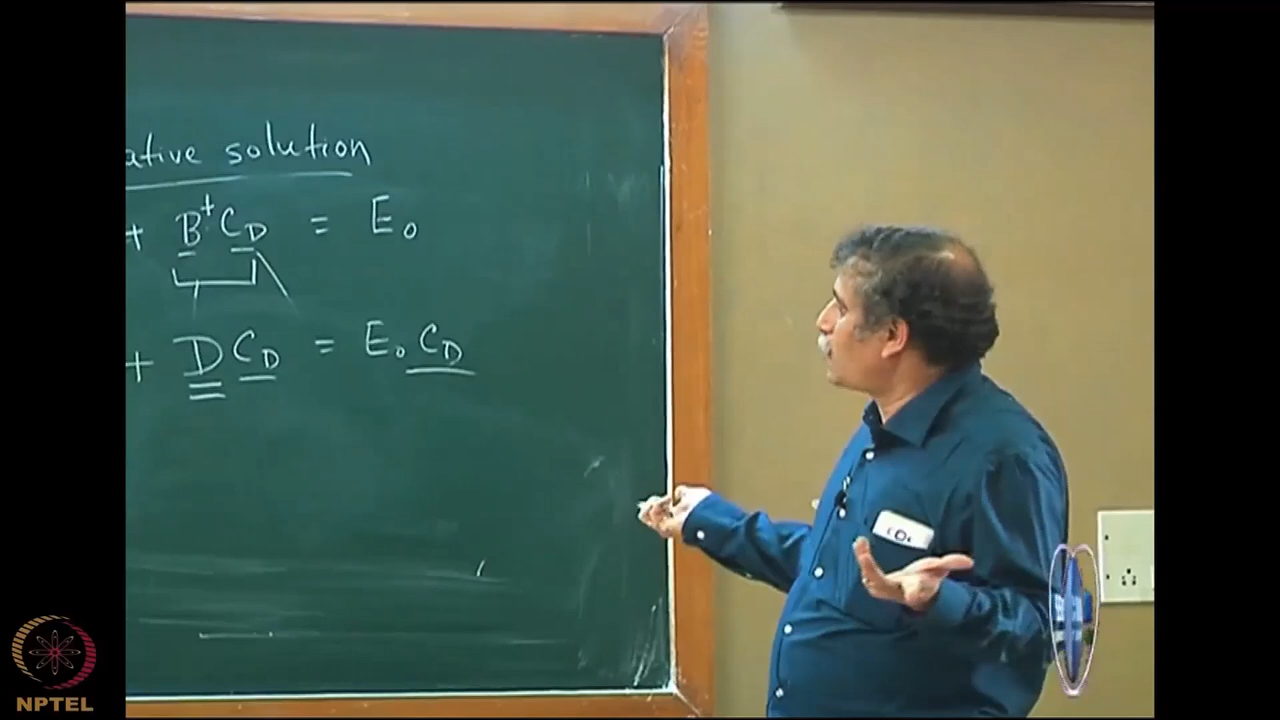 ative solution
+ B†C_D = E₀
+ D C_D = E₀ C_D
NPTEL